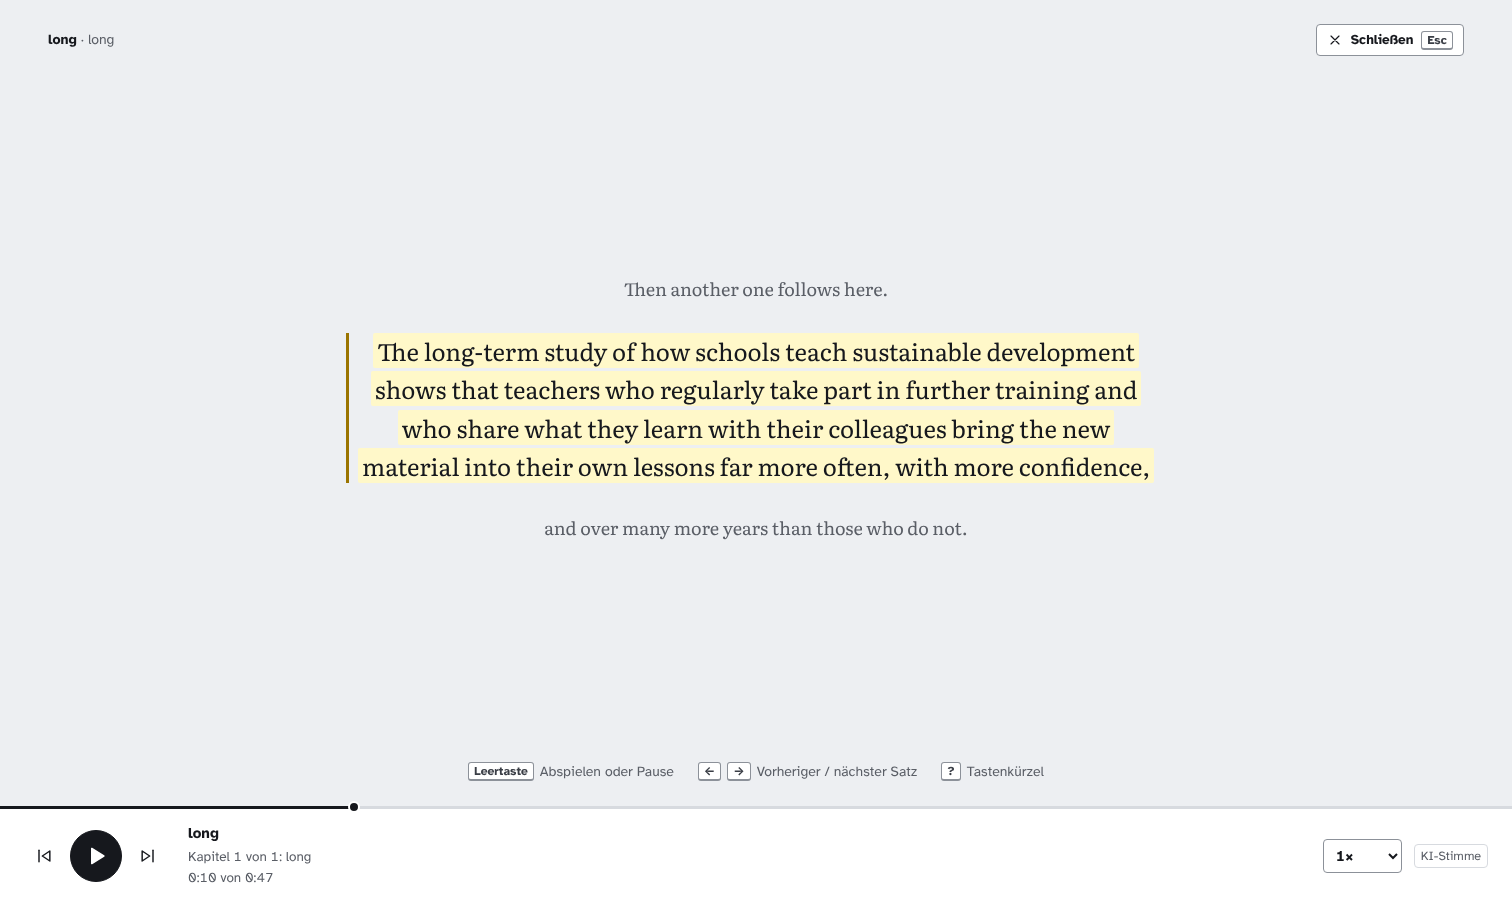 long · long
Schließen Esc
Then another one follows here.
The long-term study of how schools teach sustainable development
shows that teachers who regularly take part in further training and
who share what they learn with their colleagues bring the new
material into their own lessons far more often, with more confidence,
and over many more years than those who do not.
Leertaste Abspielen oder Pause ← → Vorheriger / nächster Satz ? Tastenkürzel
long
Kapitel 1 von 1: long
0:10 von 0:47
1× KI-Stimme